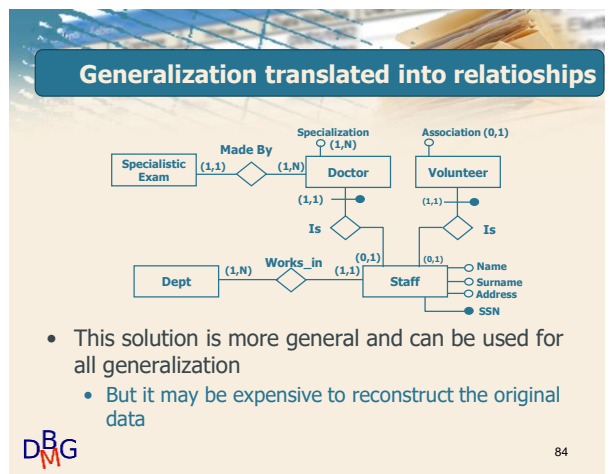 Generalization translated into relatioships
Specialization
(1,N)
Association (0,1)
Made By
Specialistic
Exam
(1,1)
(1,N)
Doctor
Volunteer
(1,1)
(1,1)
Is
Is
(0,1)
(0,1)
Works_in
(1,N)
(1,1)
Dept
Staff
Name
Surname
Address
SSN
• This solution is more general and can be used for
all generalization
• But it may be expensive to reconstruct the original
data
DBMG
84